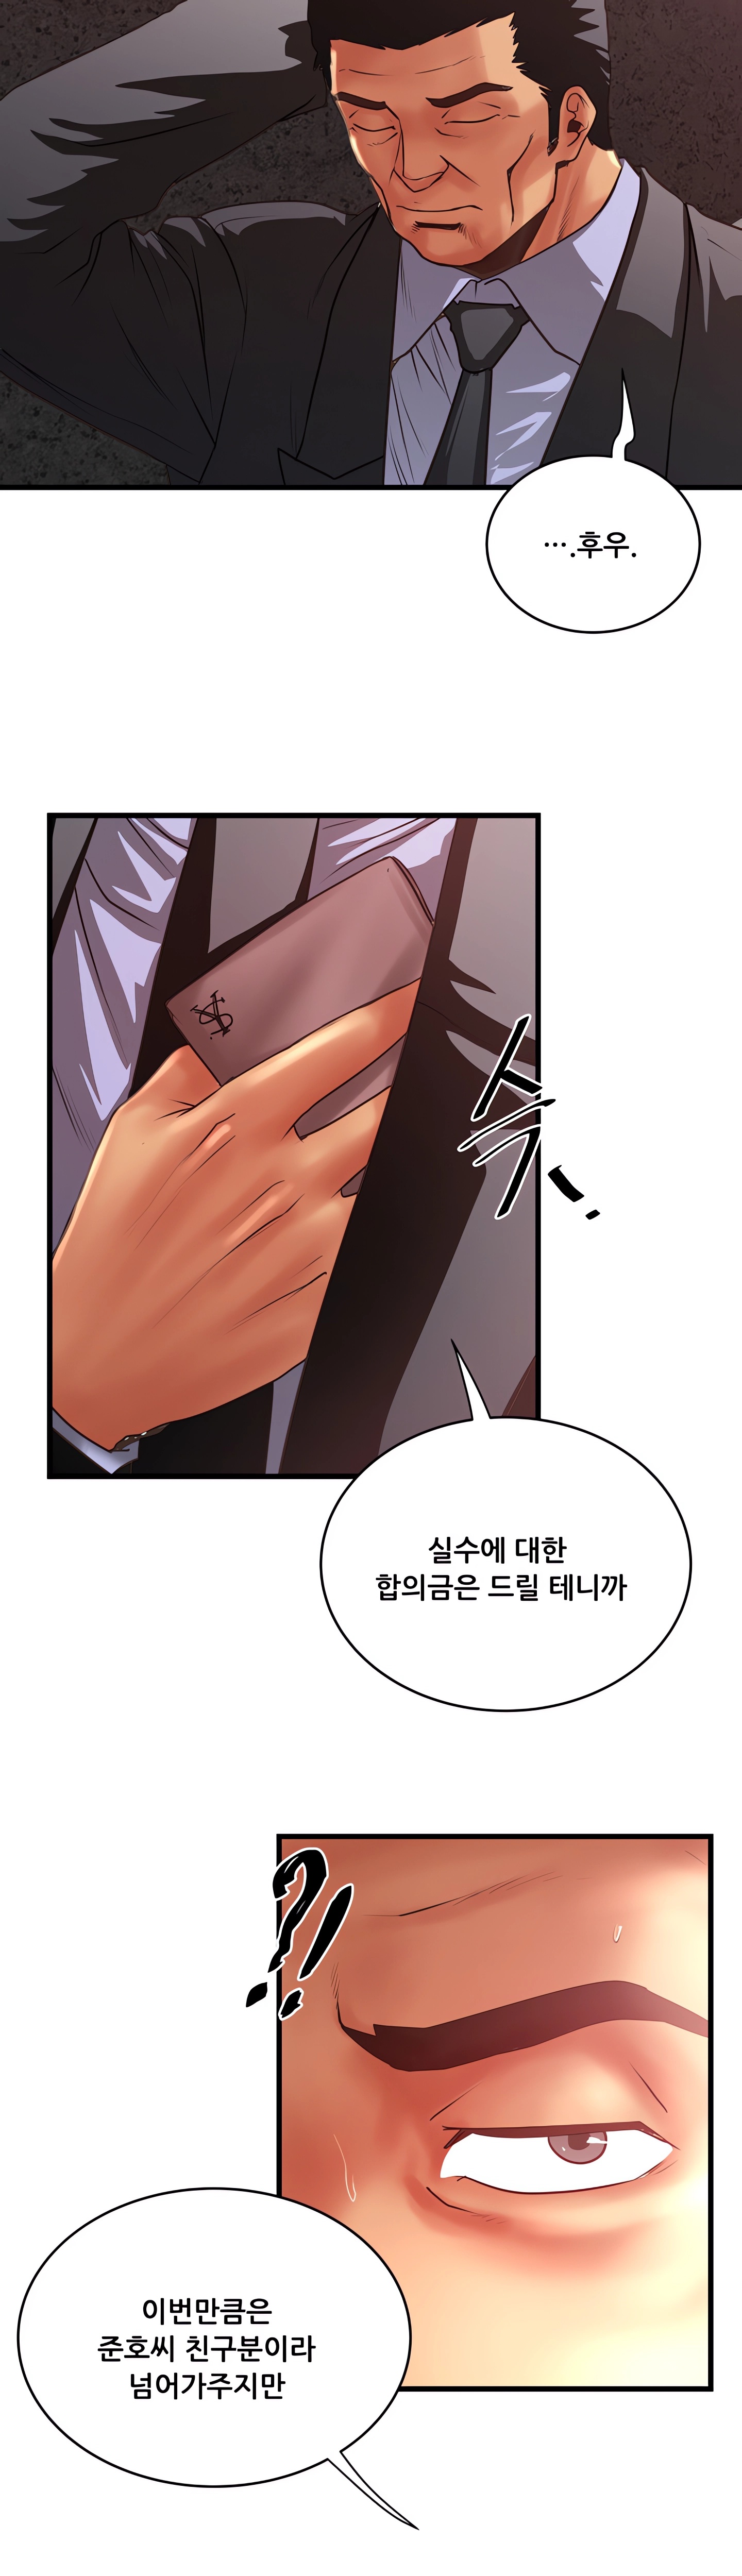 ….후우.
스윽
실수에 대한
합의금은 드릴 테니까
?!
이번만큼은
준호씨 친구분이라
넘어가주지만